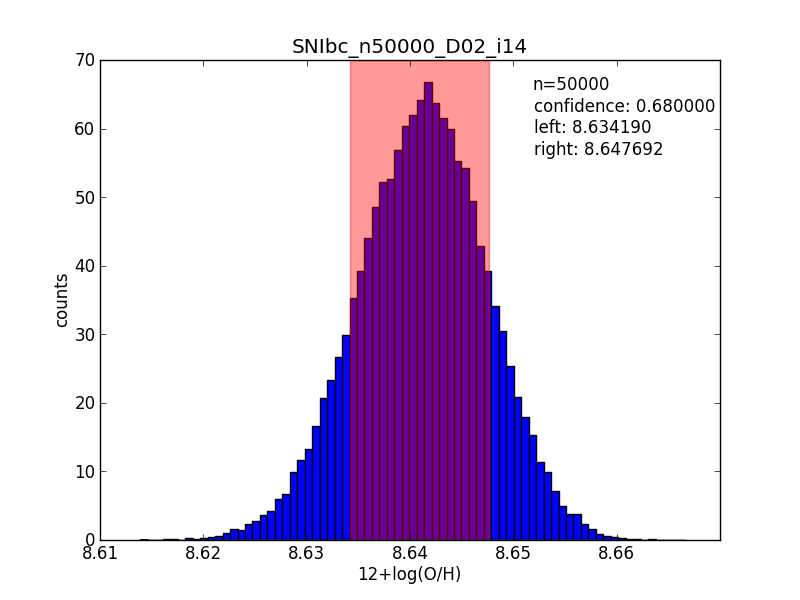 SNIbc_n50000_D02_i14
70
60
50
40
30
20
10
0
counts
n=50000
confidence: 0.680000
left: 8.634190
right: 8.647692
8.61 8.62 8.63 8.64 8.65 8.66
12+log(O/H)